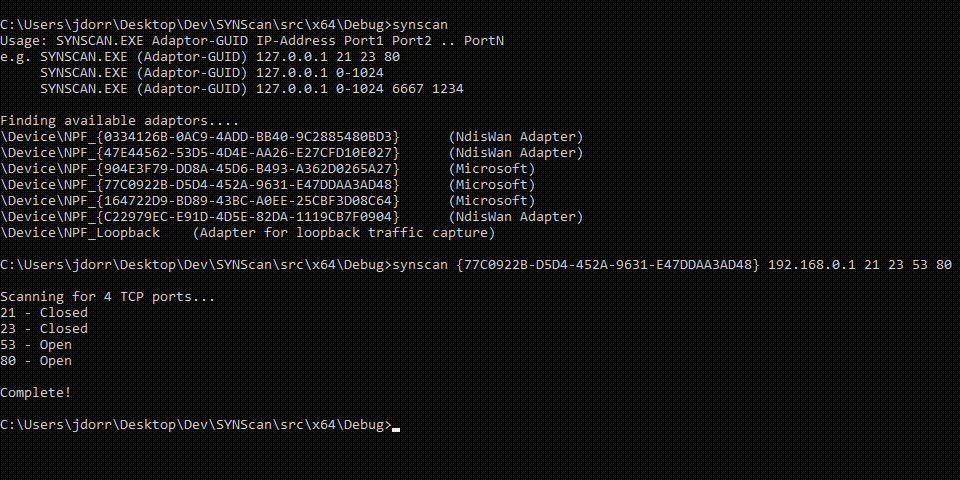 C:\Users\jdorr\Desktop\Dev\SYNScan\src\x64\Debug>synscan
Usage: SYNSCAN.EXE Adaptor-GUID IP-Address Port1 Port2 .. PortN
e.g. SYNSCAN.EXE (Adaptor-GUID) 127.0.0.1 21 23 80
     SYNSCAN.EXE (Adaptor-GUID) 127.0.0.1 0-1024
     SYNSCAN.EXE (Adaptor-GUID) 127.0.0.1 0-1024 6667 1234
Finding available adaptors....
\Device\NPF_{0334126B-0AC9-4ADD-BB40-9C2885480BD3}      (NdisWan Adapter)
\Device\NPF_{47E44562-53D5-4D4E-AA26-E27CFD10E027}      (NdisWan Adapter)
\Device\NPF_{904E3F79-DD8A-45D6-B493-A362D0265A27}      (Microsoft)
\Device\NPF_{77C0922B-D5D4-452A-9631-E47DDAA3AD48}      (Microsoft)
\Device\NPF_{164722D9-BD89-43BC-A0EE-25CBF3D08C64}      (Microsoft)
\Device\NPF_{C22979EC-E91D-4D5E-82DA-1119CB7F0904}      (NdisWan Adapter)
\Device\NPF_Loopback    (Adapter for loopback traffic capture)
C:\Users\jdorr\Desktop\Dev\SYNScan\src\x64\Debug>synscan {77C0922B-D5D4-452A-9631-E47DDAA3AD48} 192.168.0.1 21 23 53 80
Scanning for 4 TCP ports...
21 - Closed
23 - Closed
53 - Open
80 - Open
Complete!
C:\Users\jdorr\Desktop\Dev\SYNScan\src\x64\Debug>